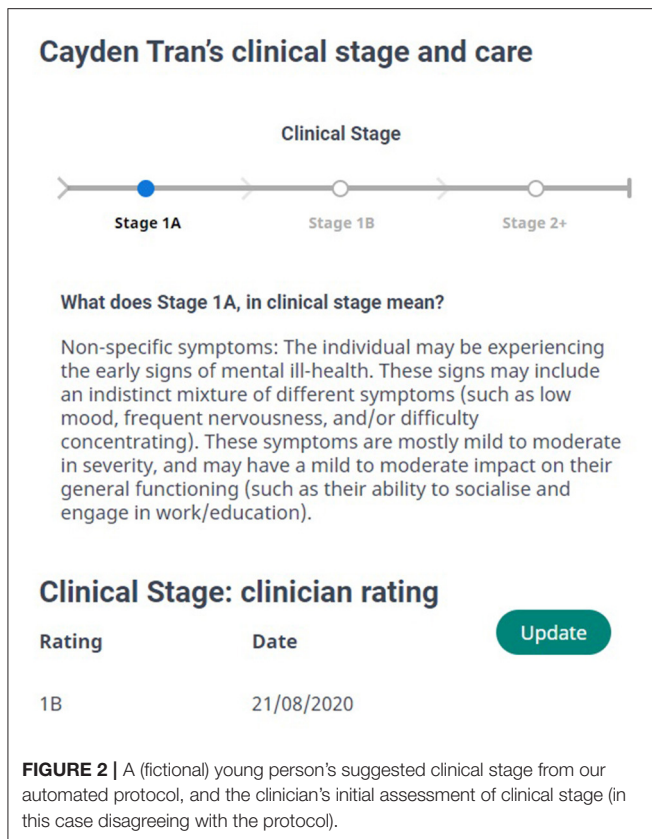 Cayden Tran's clinical stage and care
Clinical Stage
Stage 1A
Stage 1B
Stage 2+
What does Stage 1A, in clinical stage mean?
Non-specific symptoms: The individual may be experiencing
the early signs of mental ill-health. These signs may include
an indistinct mixture of different symptoms (such as low
mood, frequent nervousness, and/or difficulty
concentrating). These symptoms are mostly mild to moderate
in severity, and may have a mild to moderate impact on their
general functioning (such as their ability to socialise and
engage in work/education).
Clinical Stage: clinician rating
Rating
Date
Update
1B
21/08/2020
FIGURE 2 | A (fictional) young person's suggested clinical stage from our
automated protocol, and the clinician's initial assessment of clinical stage (in
this case disagreeing with the protocol).